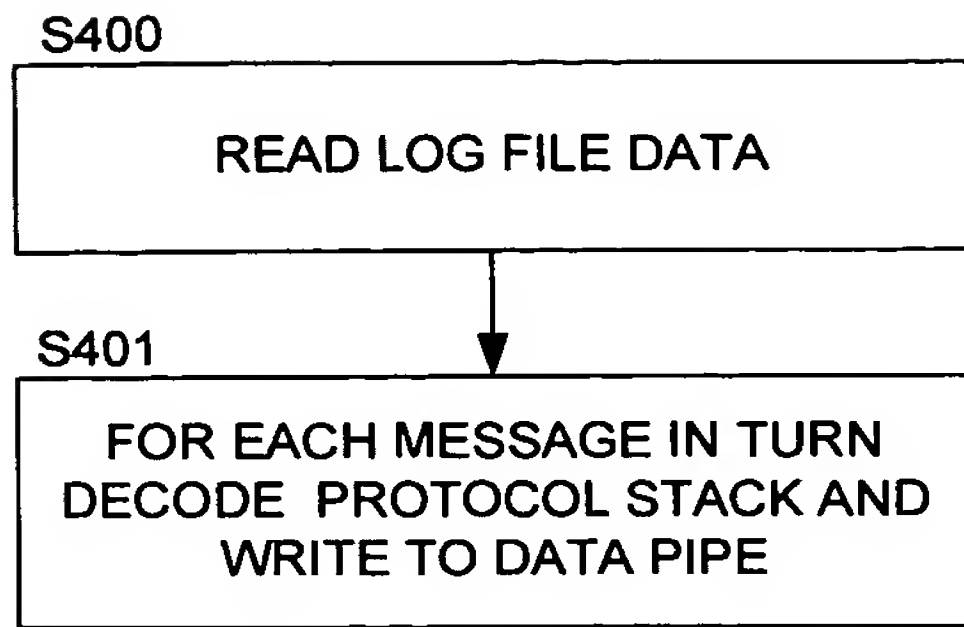 S400
READ LOG FILE DATA
S401
FOR EACH MESSAGE IN TURN
DECODE PROTOCOL STACK AND
WRITE TO DATA PIPE